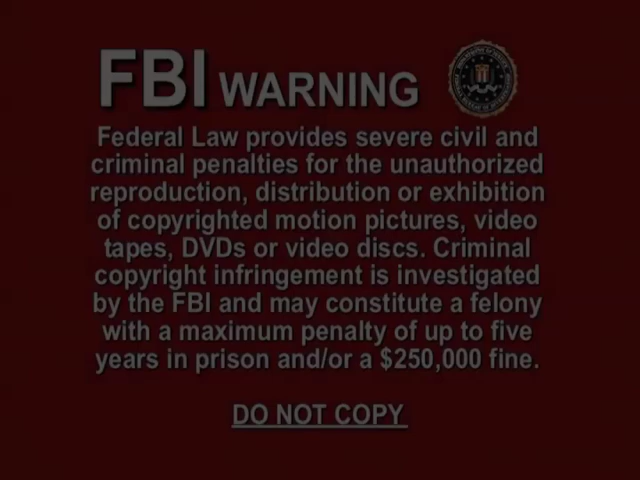 FBI WARNING
Federal Law provides severe civil and
criminal penalties for the unauthorized
reproduction, distribution or exhibition
of copyrighted motion pictures, video
tapes, DVDs or video discs. Criminal
copyright infringement is investigated
by the FBI and may constitute a felony
with a maximum penalty of up to five
years in prison and/or a $250,000 fine.
DO NOT COPY